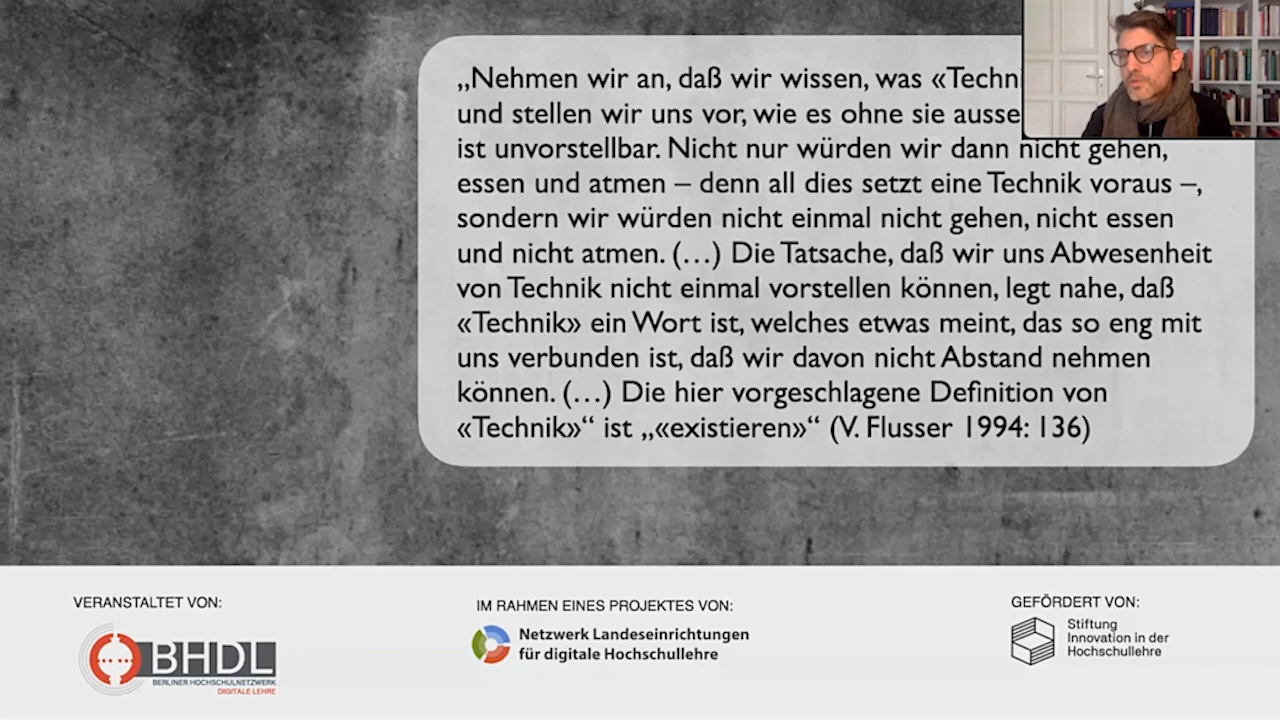 „Nehmen wir an, daß wir wissen, was «Techni
und stellen wir uns vor, wie es ohne sie ausse
ist unvorstellbar. Nicht nur würden wir dann nicht gehen,
essen und atmen – denn all dies setzt eine Technik voraus –,
sondern wir würden nicht einmal nicht gehen, nicht essen
und nicht atmen. (…) Die Tatsache, daß wir uns Abwesenheit
von Technik nicht einmal vorstellen können, legt nahe, daß
«Technik» ein Wort ist, welches etwas meint, das so eng mit
uns verbunden ist, daß wir davon nicht Abstand nehmen
können. (…) Die hier vorgeschlagene Definition von
«Technik»“ ist „«existieren»“ (V. Flusser 1994: 136)
VERANSTALTET VON:
BHDL
BERLINER HOCHSCHULNETZWERK
DIGITALE LEHRE
IM RAHMEN EINES PROJEKTES VON:
Netzwerk Landeseinrichtungen
für digitale Hochschullehre
GEFÖRDERT VON:
Stiftung
Innovation in der
Hochschullehre